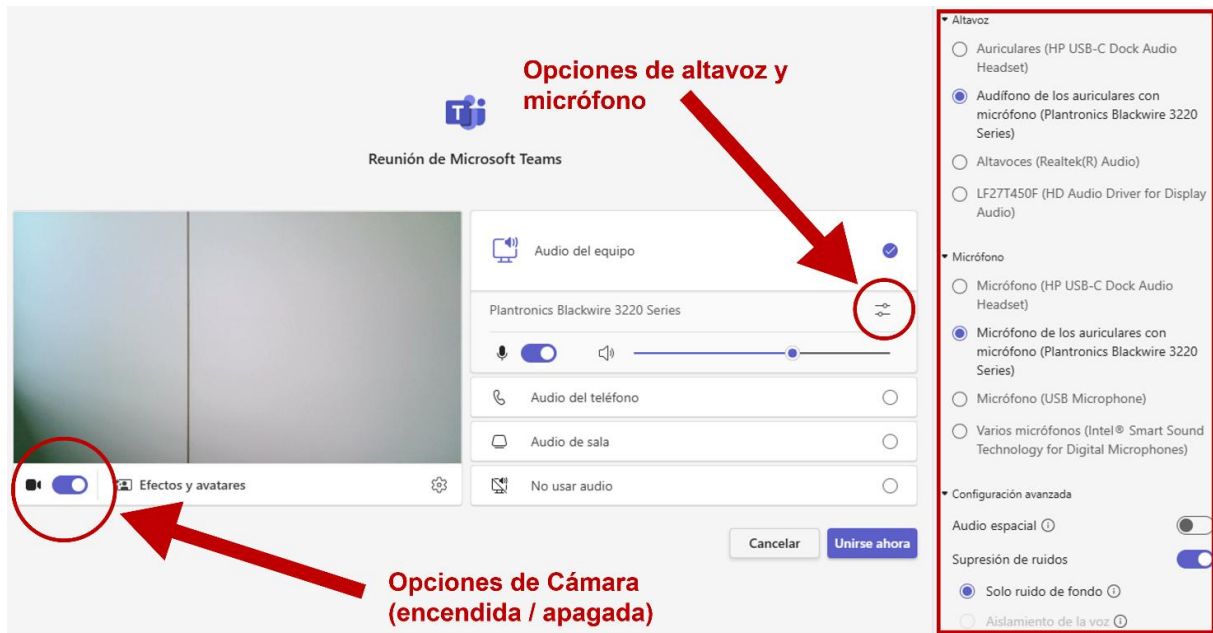 Opciones de altavoz y
micrófono
Reunión de Microsoft Teams
Audio del equipo
Plantronics Blackwire 3220 Series
Audio del teléfono
Audio de sala
No usar audio
Efectos y avatares
Cancelar
Unirse ahora
Opciones de Cámara
(encendida / apagada)
Altavoz
Auriculares (HP USB-C Dock Audio
Headset)
Audífono de los auriculares con
micrófono (Plantronics Blackwire 3220
Series)
Altavoces (Realtek(R) Audio)
LF27T450F (HD Audio Driver for Display
Audio)
Micrófono
Micrófono (HP USB-C Dock Audio
Headset)
Micrófono de los auriculares con
micrófono (Plantronics Blackwire 3220
Series)
Micrófono (USB Microphone)
Varios micrófonos (Intel® Smart Sound
Technology for Digital Microphones)
Configuración avanzada
Audio espacial
Supresión de ruidos
Solo ruido de fondo
Aislamiento de la voz